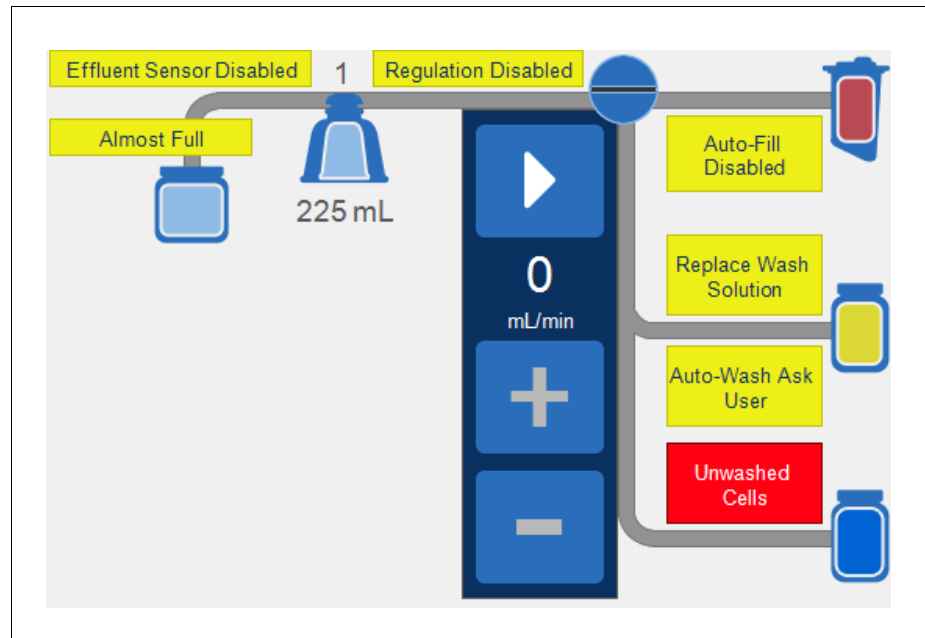 Effluent Sensor Disabled
1
Regulation Disabled
Almost Full
225 mL
Auto-Fill
Disabled
0
mL/min
Replace Wash
Solution
Auto-Wash Ask
User
Unwashed
Cells